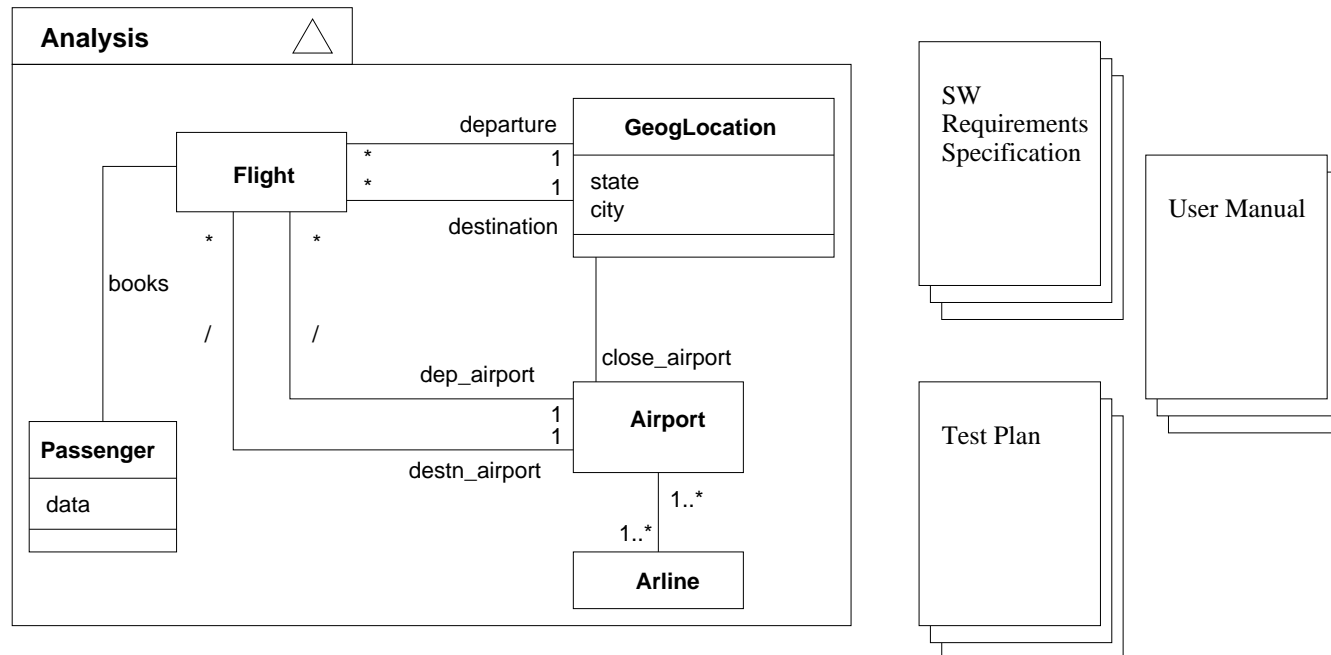 Analysis
departure
GeogLocation
*
1
Flight
*
1
state
city
destination
*
*
books
/
/
close_airport
dep_airport
1
Airport
1
Passenger
destn_airport
data
1..*
1..*
Arline
SW
Requirements
Specification
User Manual
Test Plan